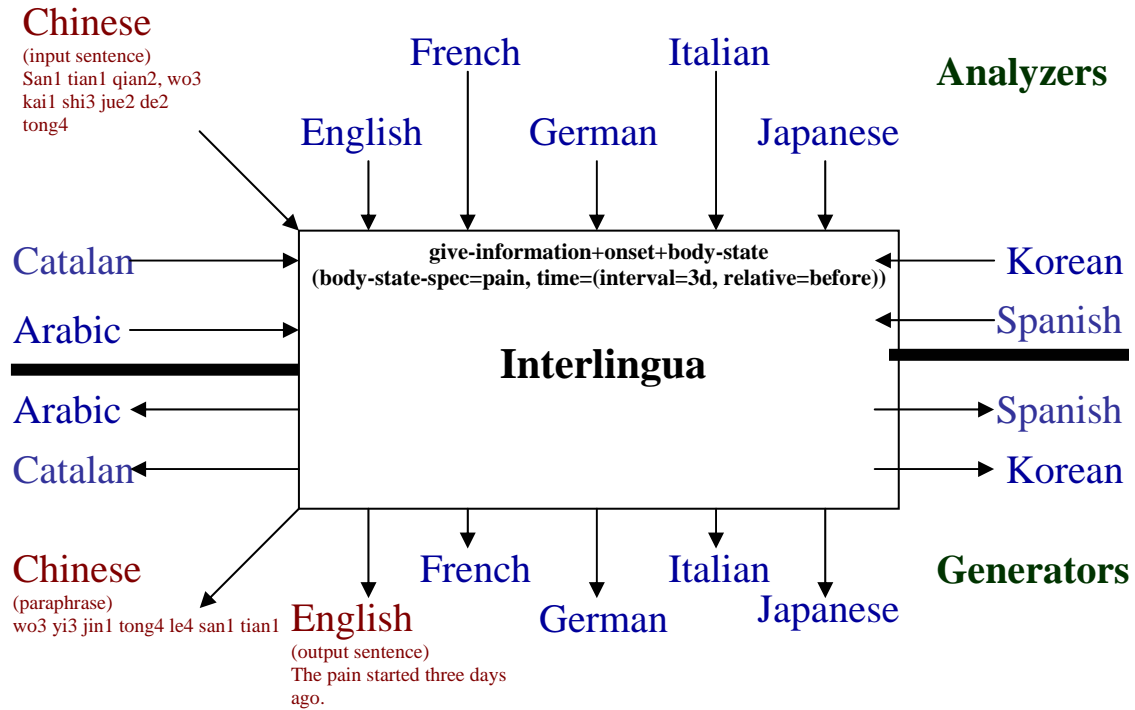 Chinese
(input sentence)
San1 tian1 qian2, wo3
kai1 shi3 jue2 de2
tong4
French
Italian
Analyzers
English
German
Japanese
give-information+onset+body-state
(body-state-spec=pain, time=(interval=3d, relative=before))
Catalan
Korean
Arabic
Spanish
Interlingua
Arabic
Spanish
Catalan
Korean
Chinese
(paraphrase)
wo3 yi3 jin1 tong4 le4 san1 tian1
French
Italian
Generators
English
(output sentence)
The pain started three days
ago.
German
Japanese